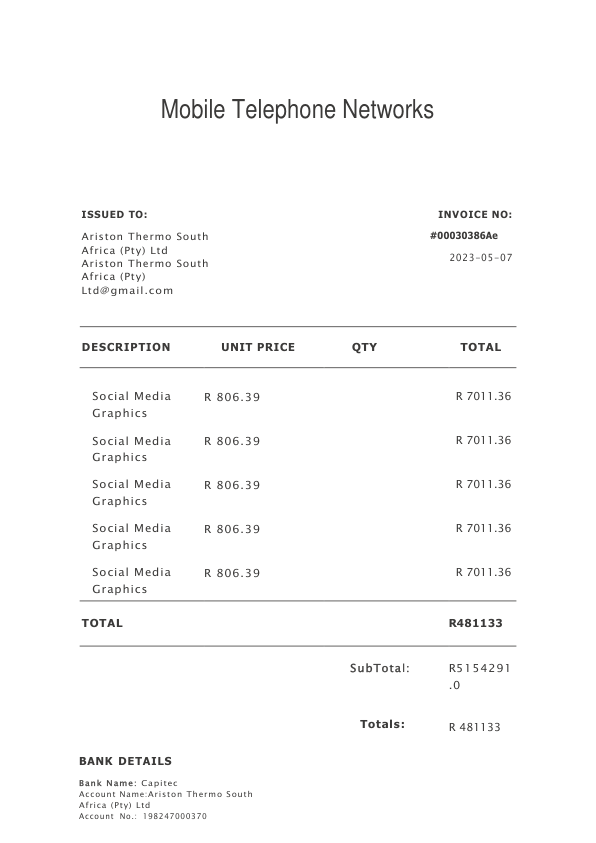 Mobile Telephone Networks
ISSUED TO:
Ariston Thermo South
Africa (Pty) Ltd
Ariston Thermo South
Africa (Pty)
Ltd@gmail.com
INVOICE NO:
#00030386Ae
2023-05-07
DESCRIPTION UNIT PRICE QTY TOTAL
Social Media R 806.39 R 7011.36
Graphics
Social Media R 806.39 R 7011.36
Graphics
Social Media R 806.39 R 7011.36
Graphics
Social Media R 806.39 R 7011.36
Graphics
Social Media R 806.39 R 7011.36
Graphics
TOTAL R481133
SubTotal: R5154291
.0
Totals: R 481133
BANK DETAILS
Bank Name: Capitec
Account Name:Ariston Thermo South
Africa (Pty) Ltd
Account No.: 198247000370